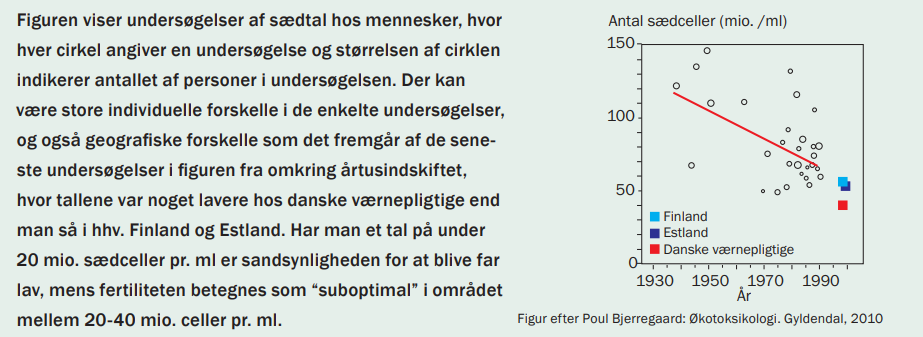 Figuren viser undersøgelser af sædtal hos mennesker, hvor
hver cirkel angiver en undersøgelse og størrelsen af cirklen
indikerer antallet af personer i undersøgelsen. Der kan
være store individuelle forskelle i de enkelte undersøgelser,
og også geografiske forskelle som det fremgår af de sene-
ste undersøgelser i figuren fra omkring årtusindskiftet,
hvor tallene var noget lavere hos danske værnepligtige end
man så i hhv. Finland og Estland. Har man et tal på under
20 mio. sædceller pr. ml er sandsynligheden for at blive far
lav, mens fertiliteten betegnes som “suboptimal” i området
mellem 20-40 mio. celler pr. ml.
Antal sædceller (mio. /ml)
150
100
50
0
Finland
Estland
Danske værnepligtige
1930 1950 1970 1990
År
Figur efter Poul Bjerregaard: Økotoksikologi. Gyldendal, 2010